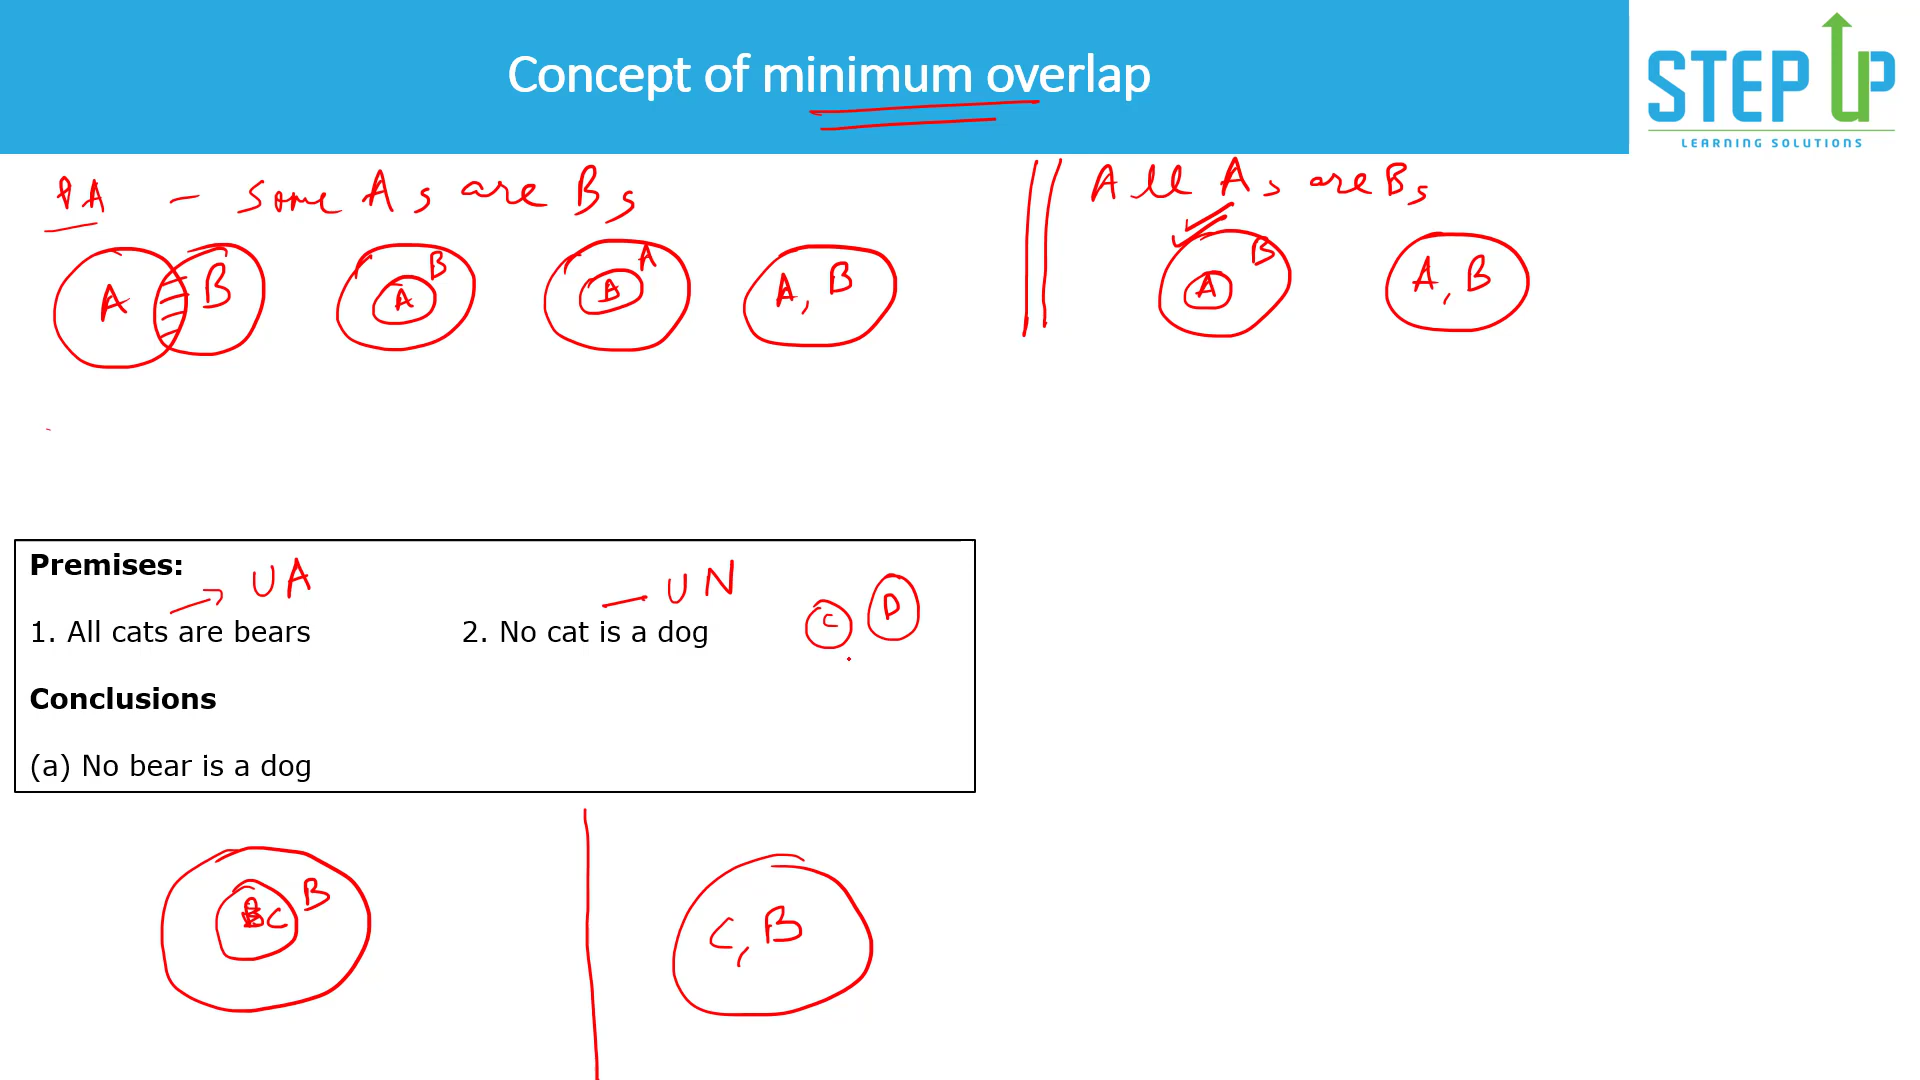 Concept of minimum overlap
STEP UP
LEARNING SOLUTIONS
PA - Some As are Bs
All As are Bs
A B
A B
B A
A, B
A B
A, B
Premises:
UA
UN
1. All cats are bears
2. No cat is a dog
C D
Conclusions
(a) No bear is a dog
C B
C, B